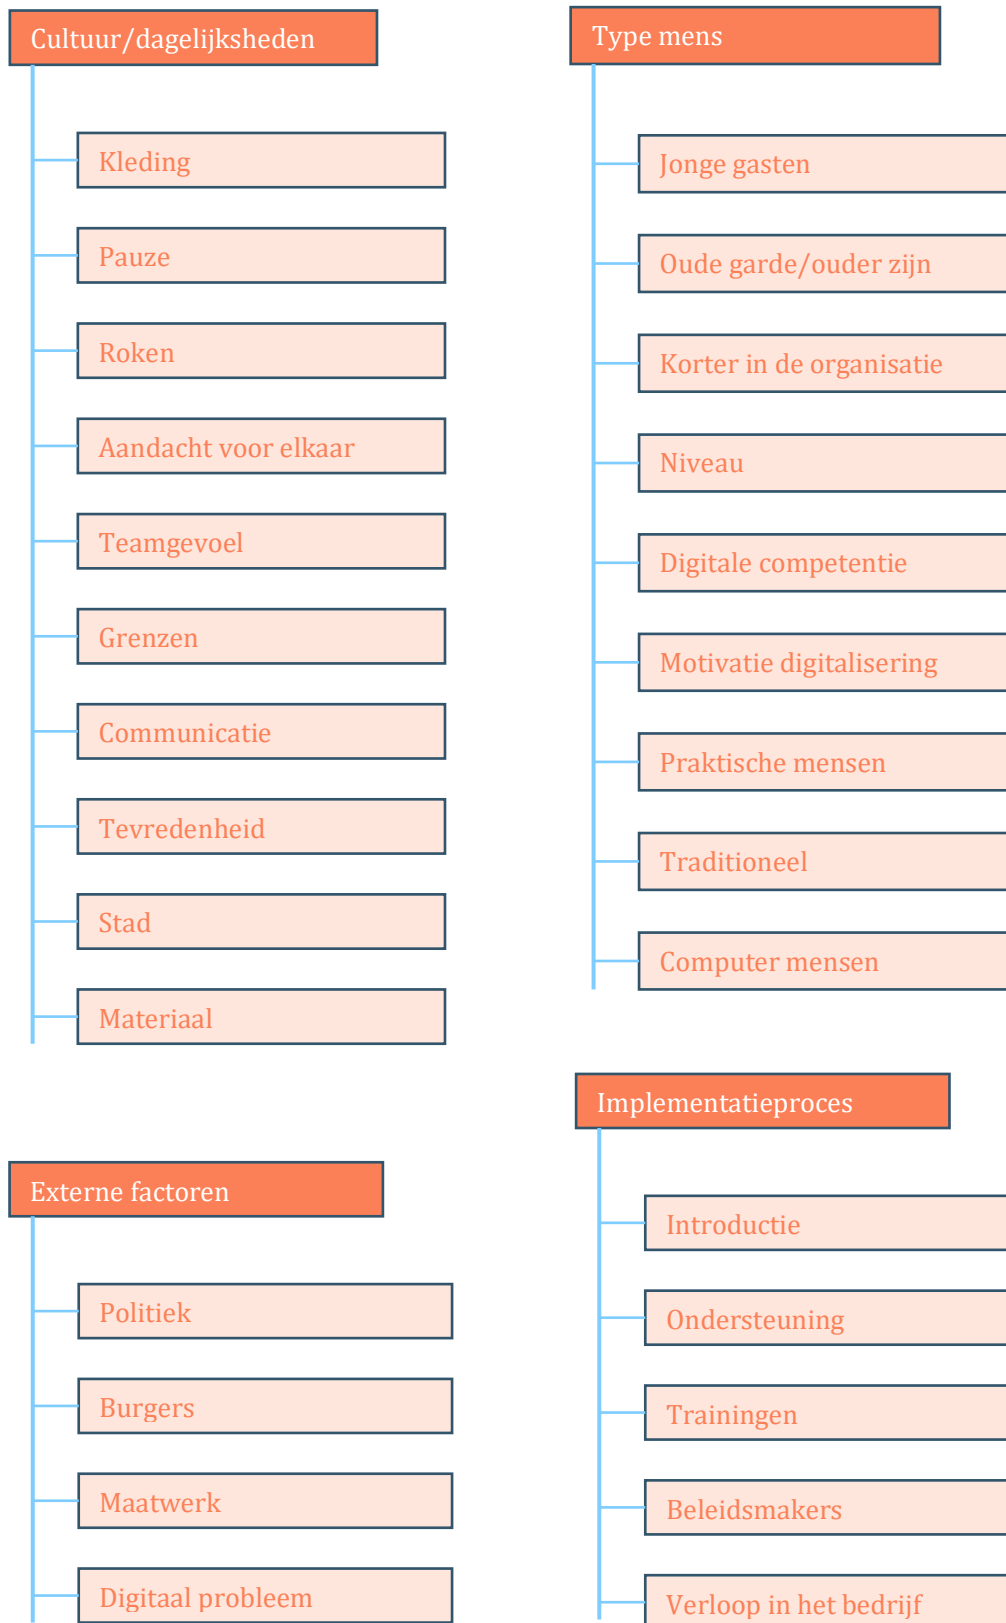 Cultuur/dagelijksheden
Kleding
Pauze
Roken
Aandacht voor elkaar
Teamgevoel
Grenzen
Communicatie
Tevredenheid
Stad
Materiaal
Type mens
Jonge gasten
Oude garde/ouder zijn
Korter in de organisatie
Niveau
Digitale competentie
Motivatie digitalisering
Praktische mensen
Traditioneel
Computer mensen
Externe factoren
Politiek
Burgers
Maatwerk
Digitaal probleem
Implementatieproces
Introductie
Ondersteuning
Trainingen
Beleidsmakers
Verloop in het bedrijf